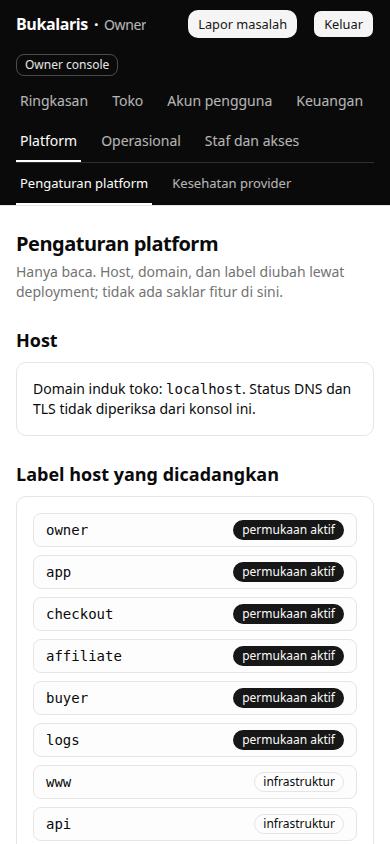 Bukalaris • Owner
Lapor masalah
Keluar
Owner console
Ringkasan
Toko
Akun pengguna
Keuangan
Platform
Operasional
Staf dan akses
Pengaturan platform
Kesehatan provider
Pengaturan platform
Hanya baca. Host, domain, dan label diubah lewat
deployment; tidak ada saklar fitur di sini.
Host
Domain induk toko: localhost. Status DNS dan
TLS tidak diperiksa dari konsol ini.
Label host yang dicadangkan
owner permukaan aktif
app permukaan aktif
checkout permukaan aktif
affiliate permukaan aktif
buyer permukaan aktif
logs permukaan aktif
www infrastruktur
api infrastruktur